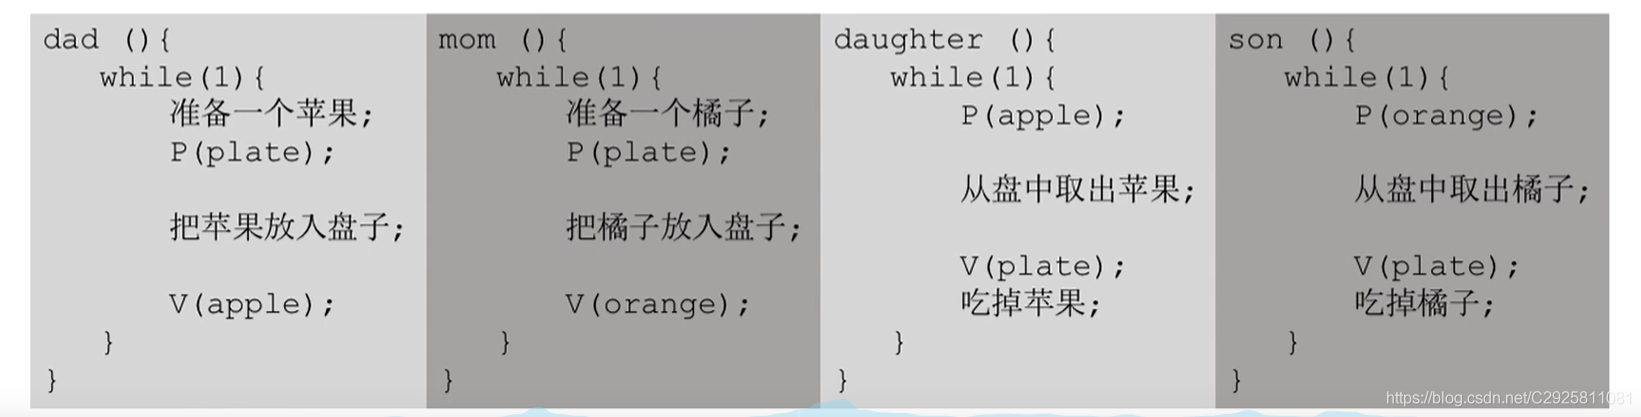 dad (){
while(1){
准备一个苹果;
P(plate);
把苹果放入盘子;
V(apple);
}
}
mom (){
while(1){
准备一个橘子;
P(plate);
把橘子放入盘子;
V(orange);
}
}
daughter (){
while(1){
P(apple);
从盘中取出苹果;
V(plate);
吃掉苹果;
}
}
son (){
while(1){
P(orange);
从盘中取出橘子;
V(plate);
吃掉橘子;
}
}
https://blog.csdn.net/C2925811081